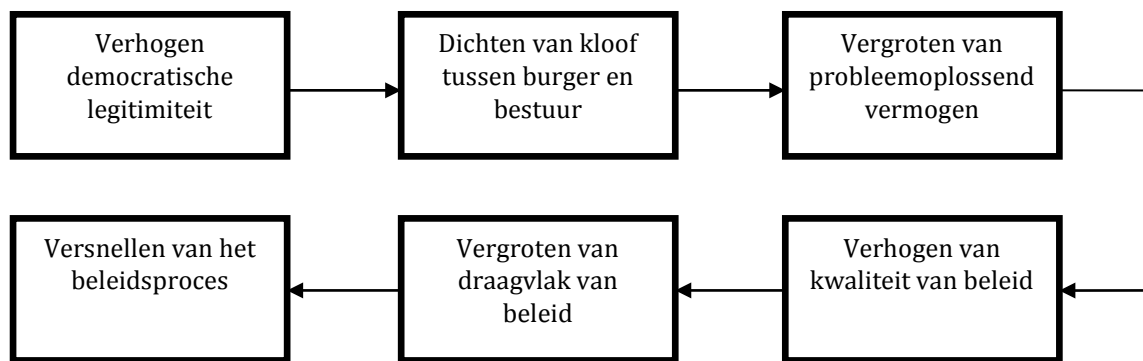 Verhogen
democratische
legitimiteit
Dichten van kloof
tussen burger en
bestuur
Vergroten van
probleemoplossend
vermogen
Verhogen van
kwaliteit van beleid
Vergroten van
draagvlak van
beleid
Versnellen van het
beleidsproces